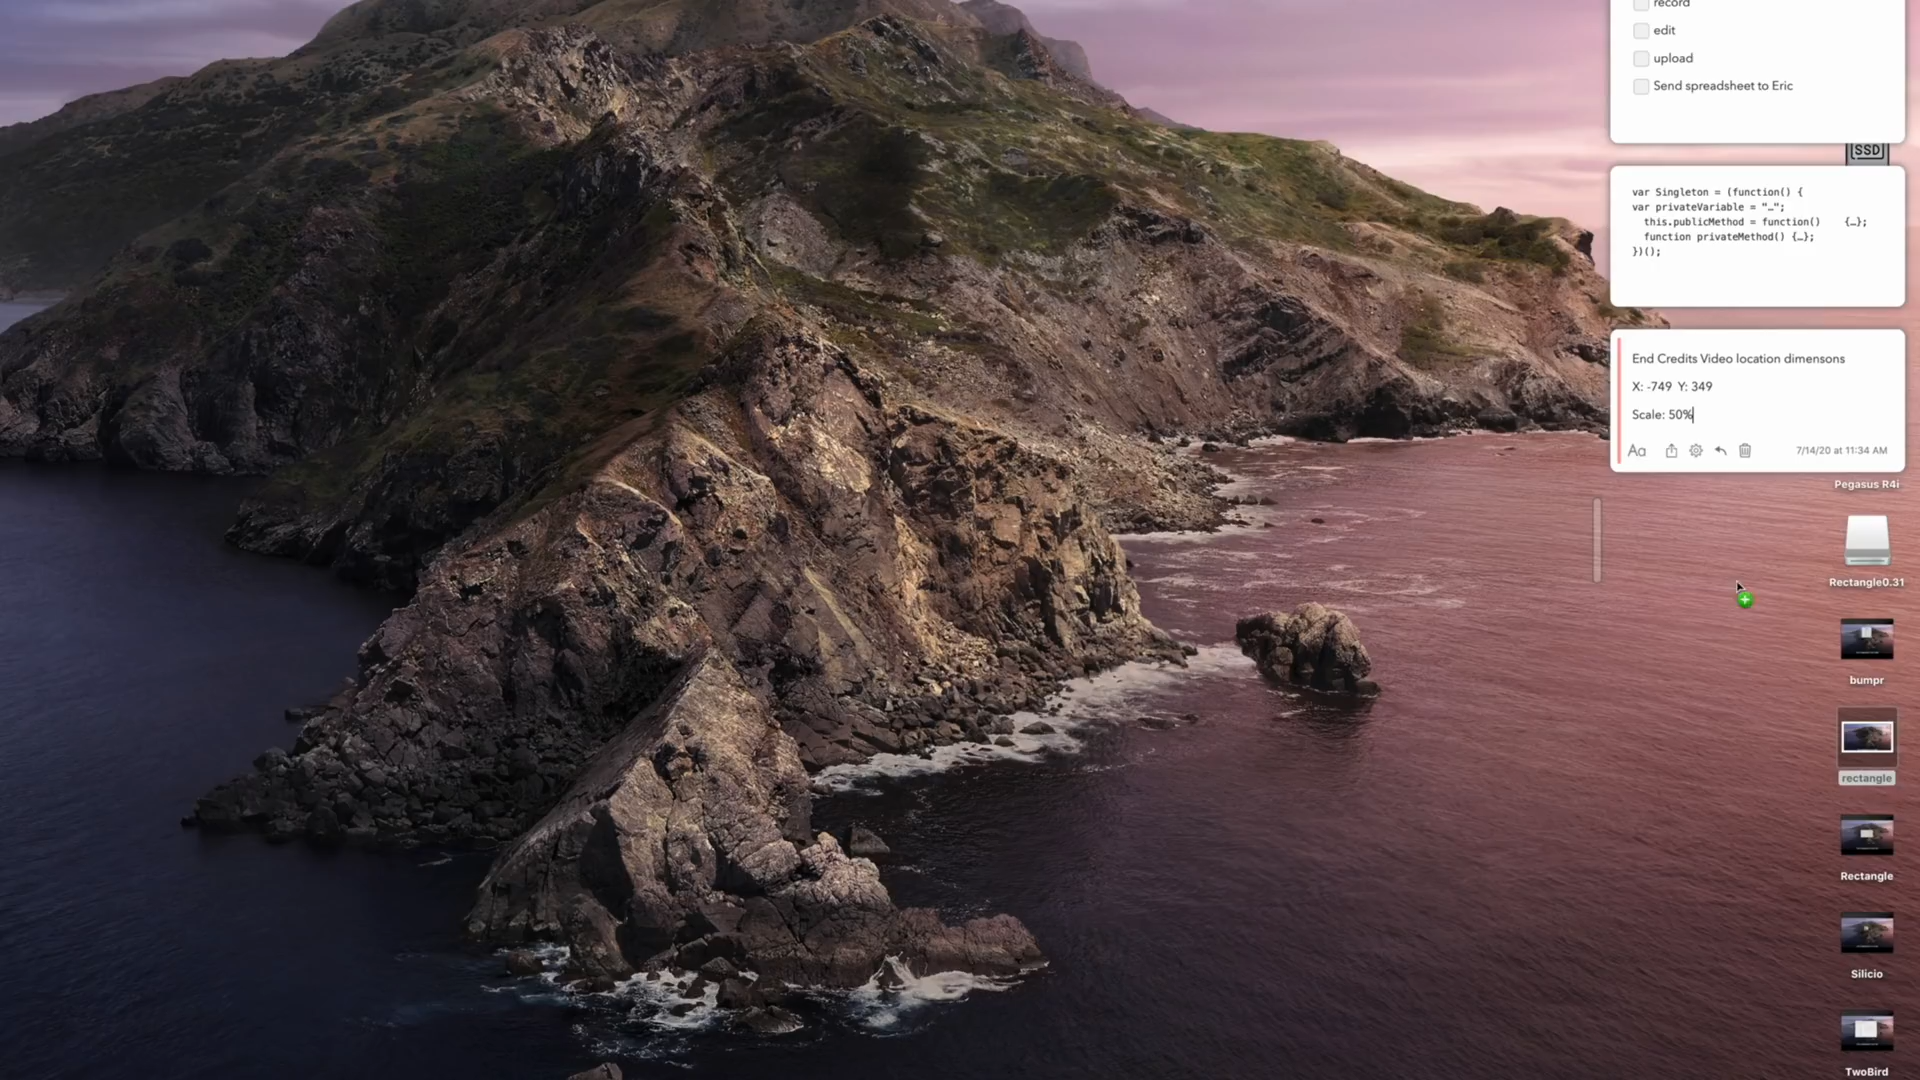 record
edit
upload
Send spreadsheet to Eric
SSD
var Singleton = (function() {
var privateVariable = "…";
this.publicMethod = function() {…};
function privateMethod() {…};
})();
End Credits Video location dimensons
X: -749 Y: 349
Scale: 50%
Aa
7/14/20 at 11:34 AM
Pegasus R4i
Rectangle0.31
bumpr
rectangle
Rectangle
Silicio
TwoBird